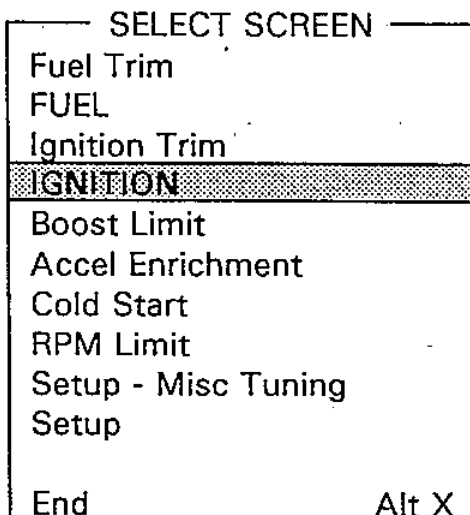 SELECT SCREEN
Fuel Trim
FUEL
Ignition Trim
IGNITION
Boost Limit
Accel Enrichment
Cold Start
RPM Limit
Setup - Misc Tuning
Setup
End Alt X